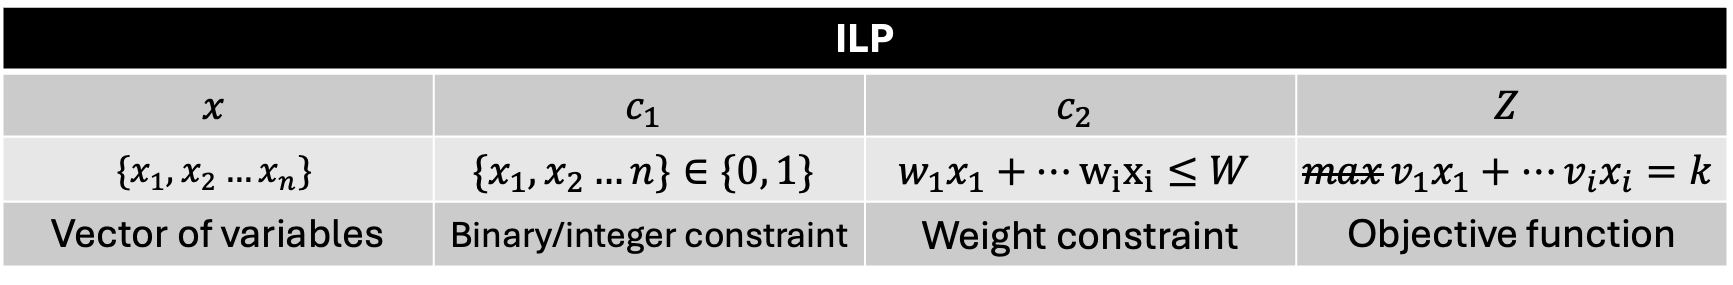 ILP
x c₁ c₂ Z
{x₁, x₂ … xₙ} {x₁, x₂ … n} ∈ {0, 1} w₁x₁ + ⋯ wᵢxᵢ ≤ W m̶a̶x̶ v₁x₁ + ⋯ vᵢxᵢ = k
Vector of variables Binary/integer constraint Weight constraint Objective function